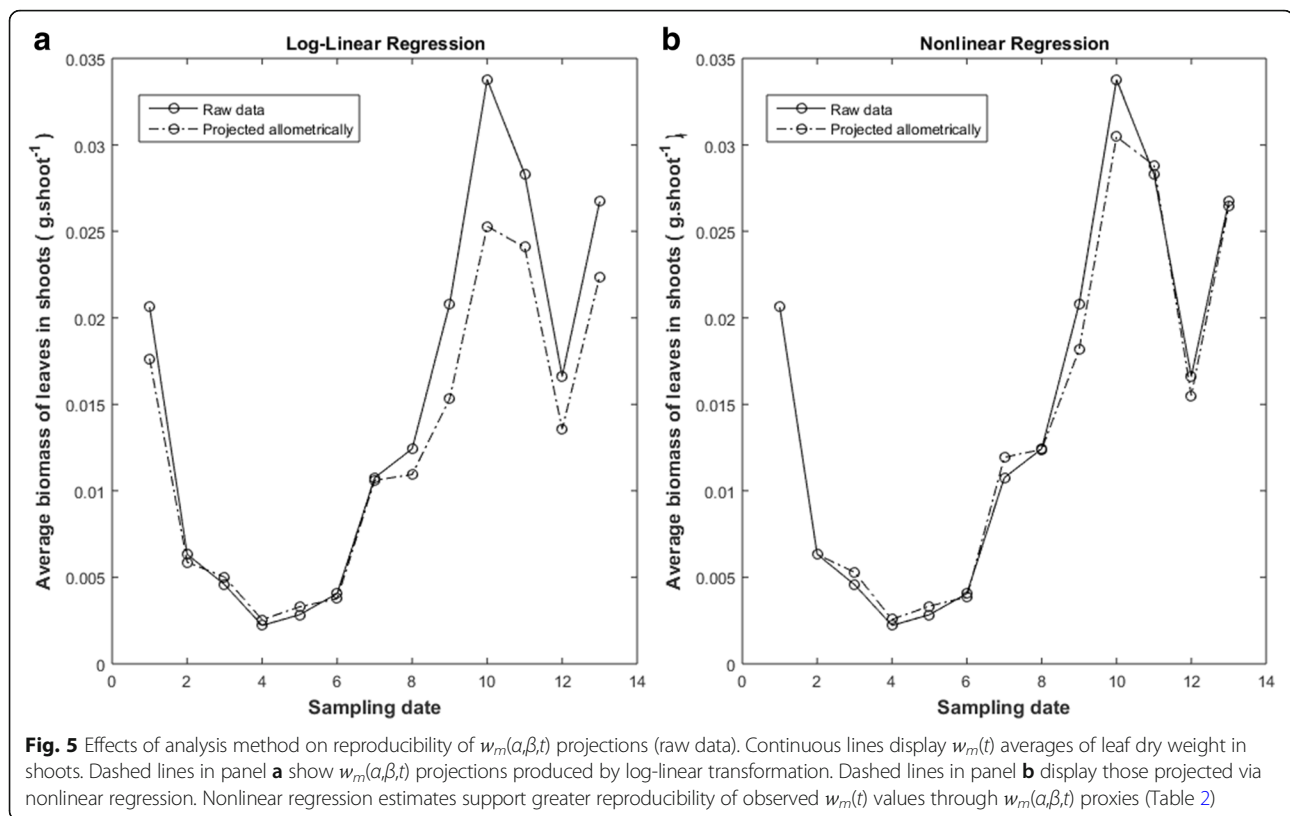 a
Log-Linear Regression
0.035
0.03
0.025
0.02
0.015
0.01
0.005
0
Average biomass of leaves in shoots ( g.shoot-1 )
Raw data
Projected allometrically
0 2 4 6 8 10 12 14
Sampling date
b
Nonlinear Regression
0.035
0.03
0.025
0.02
0.015
0.01
0.005
0
Average biomass of leaves in shoots ( g.shoot-1 )
Raw data
Projected allometrically
0 2 4 6 8 10 12 14
Sampling date
Fig. 5 Effects of analysis method on reproducibility of wm(α,β,t) projections (raw data). Continuous lines display wm(t) averages of leaf dry weight in
shoots. Dashed lines in panel a show wm(α,β,t) projections produced by log-linear transformation. Dashed lines in panel b display those projected via
nonlinear regression. Nonlinear regression estimates support greater reproducibility of observed wm(t) values through wm(α,β,t) proxies (Table 2)